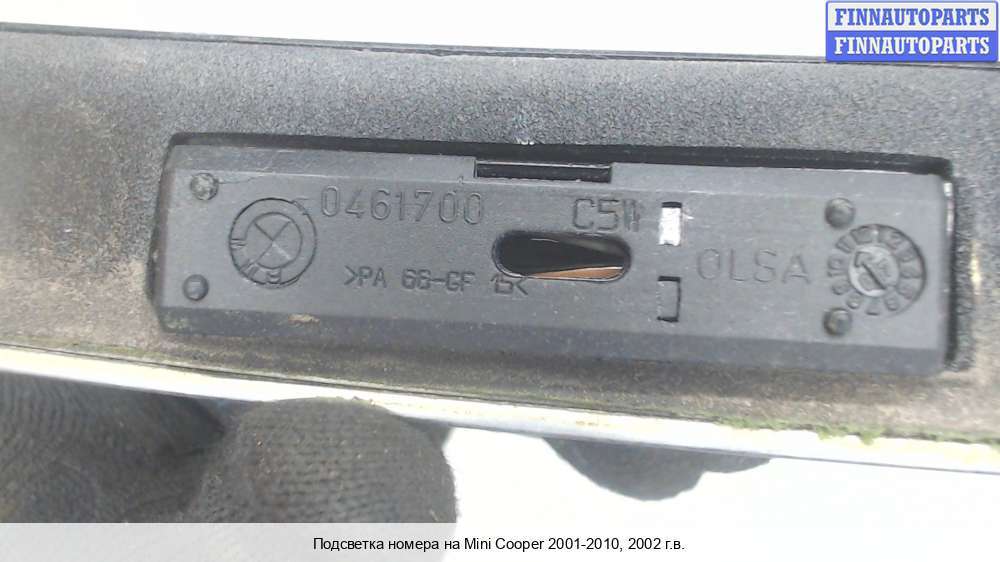 FINNAUTOPARTS
FINNAUTOPARTS
0461700
C5W
OLSA
>PA 66-GF 15<
Подсветка номера на Mini Cooper 2001-2010, 2002 г.в.